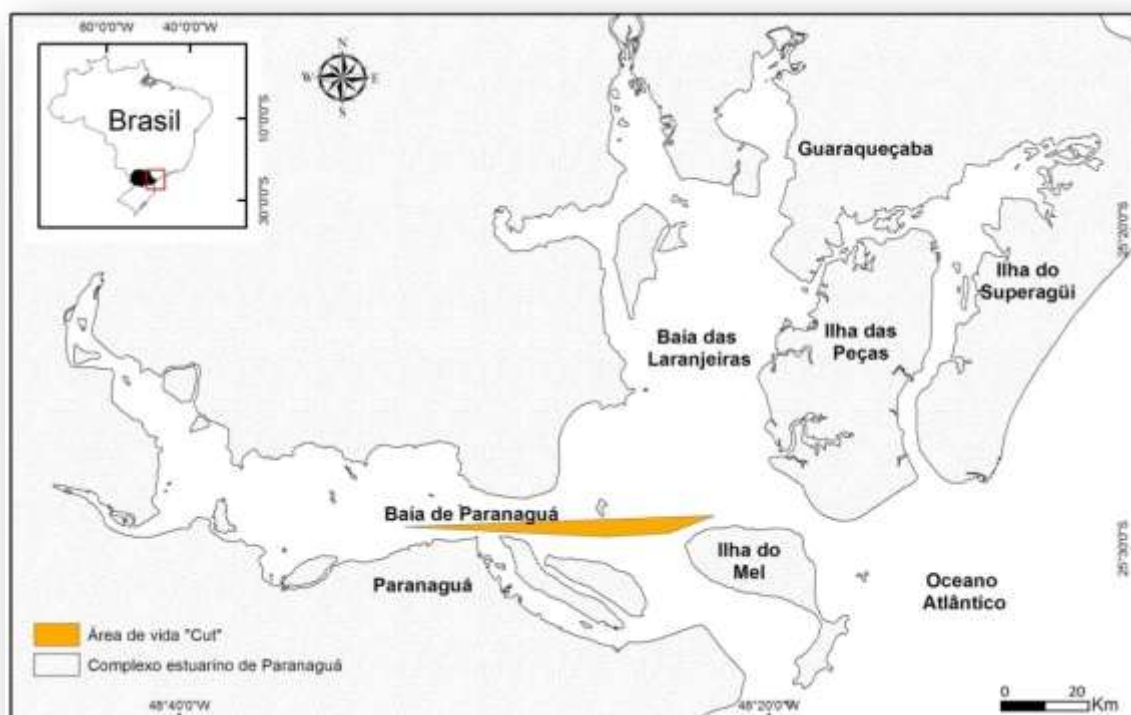 60°0'0"W 40°0'0"W
Brasil
10°0'0"S
30°0'0"S
N
W E
S
Guaraqueçaba
25°20'0"S
Ilha do
Superagüi
Baía das
Laranjeiras
Ilha das
Peças
Baía de Paranaguá
25°30'0"S
Ilha do
Mel
Paranaguá
Oceano
Atlântico
Área de vida "Cut"
Complexo estuarino de Paranaguá
48°40'0"W 48°20'0"W
0 20
Km